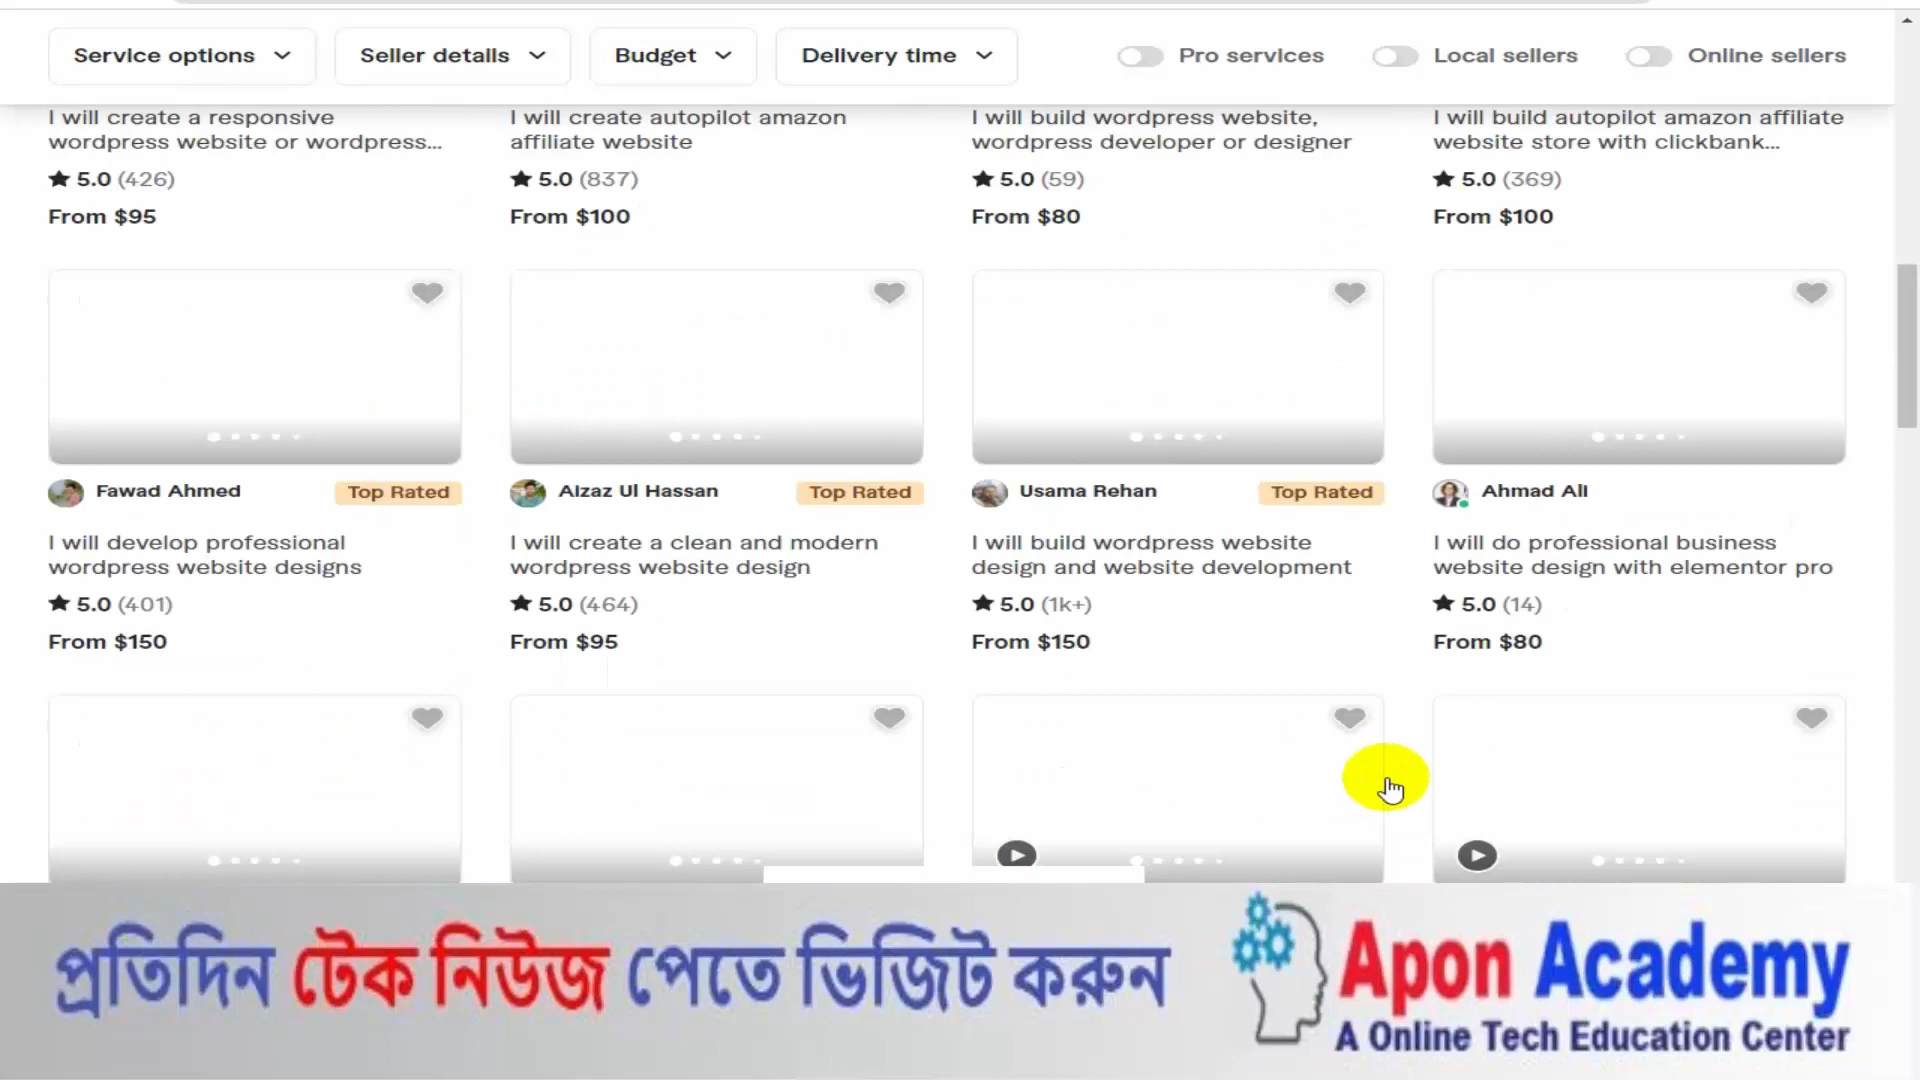 Service options
Seller details
Budget
Delivery time
Pro services
Local sellers
Online sellers
I will create a responsive
wordpress website or wordpress...
5.0 (426)
From $95
I will create autopilot amazon
affiliate website
5.0 (837)
From $100
I will build wordpress website,
wordpress developer or designer
5.0 (59)
From $80
I will build autopilot amazon affiliate
website store with clickbank...
5.0 (369)
From $100
Fawad Ahmed
Top Rated
I will develop professional
wordpress website designs
5.0 (401)
From $150
Aizaz Ul Hassan
Top Rated
I will create a clean and modern
wordpress website design
5.0 (464)
From $95
Usama Rehan
Top Rated
I will build wordpress website
design and website development
5.0 (1k+)
From $150
Ahmad Ali
I will do professional business
website design with elementor pro
5.0 (14)
From $80
প্রতিদিন টেক নিউজ পেতে ভিজিট করুন
Apon Academy
A Online Tech Education Center